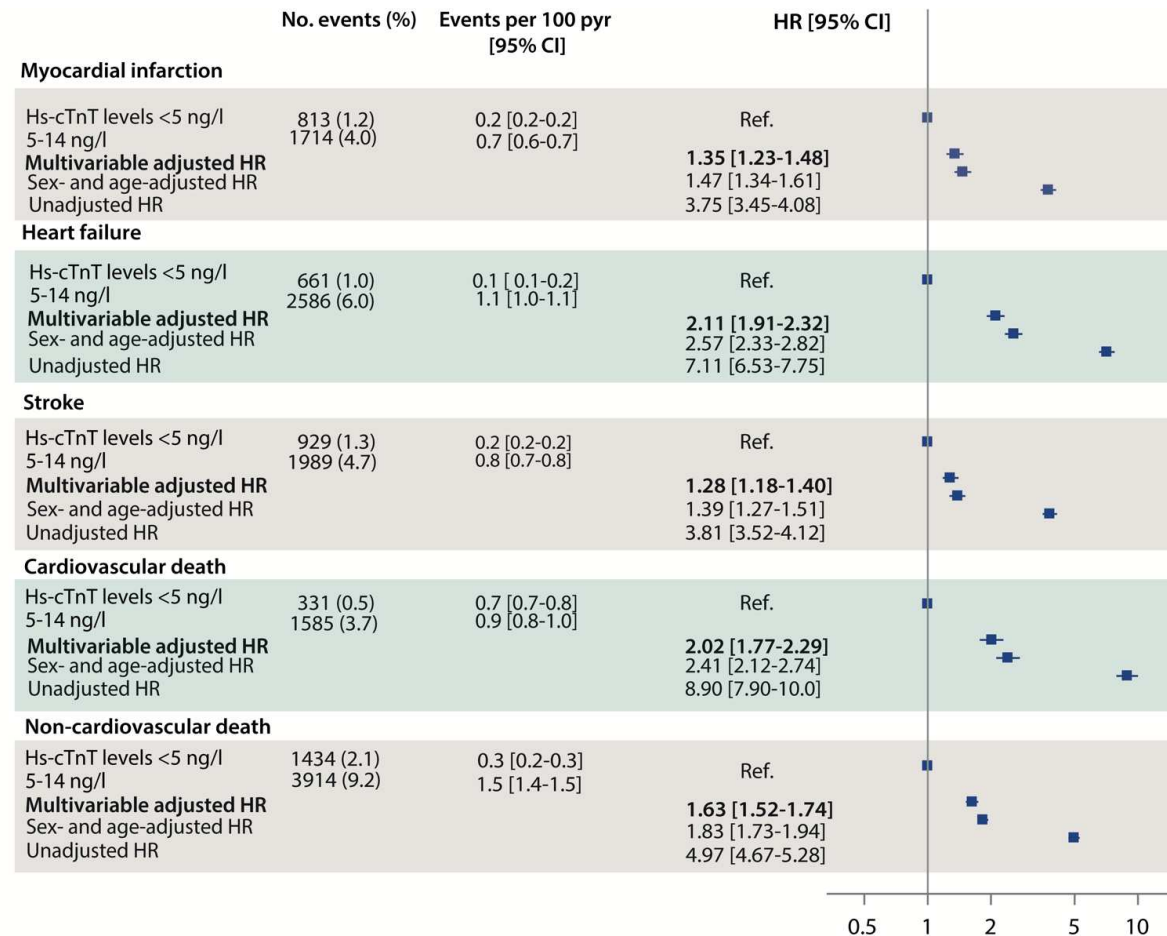 No. events (%) Events per 100 pyr [95% CI] HR [95% CI]
Myocardial infarction
Hs-cTnT levels <5 ng/l 813 (1.2) 0.2 [0.2-0.2] Ref.
5-14 ng/l 1714 (4.0) 0.7 [0.6-0.7]
Multivariable adjusted HR 1.35 [1.23-1.48]
Sex- and age-adjusted HR 1.47 [1.34-1.61]
Unadjusted HR 3.75 [3.45-4.08]
Heart failure
Hs-cTnT levels <5 ng/l 661 (1.0) 0.1 [ 0.1-0.2] Ref.
5-14 ng/l 2586 (6.0) 1.1 [1.0-1.1]
Multivariable adjusted HR 2.11 [1.91-2.32]
Sex- and age-adjusted HR 2.57 [2.33-2.82]
Unadjusted HR 7.11 [6.53-7.75]
Stroke
Hs-cTnT levels <5 ng/l 929 (1.3) 0.2 [0.2-0.2] Ref.
5-14 ng/l 1989 (4.7) 0.8 [0.7-0.8]
Multivariable adjusted HR 1.28 [1.18-1.40]
Sex- and age-adjusted HR 1.39 [1.27-1.51]
Unadjusted HR 3.81 [3.52-4.12]
Cardiovascular death
Hs-cTnT levels <5 ng/l 331 (0.5) 0.7 [0.7-0.8] Ref.
5-14 ng/l 1585 (3.7) 0.9 [0.8-1.0]
Multivariable adjusted HR 2.02 [1.77-2.29]
Sex- and age-adjusted HR 2.41 [2.12-2.74]
Unadjusted HR 8.90 [7.90-10.0]
Non-cardiovascular death
Hs-cTnT levels <5 ng/l 1434 (2.1) 0.3 [0.2-0.3] Ref.
5-14 ng/l 3914 (9.2) 1.5 [1.4-1.5]
Multivariable adjusted HR 1.63 [1.52-1.74]
Sex- and age-adjusted HR 1.83 [1.73-1.94]
Unadjusted HR 4.97 [4.67-5.28]
0.5 1 2 5 10